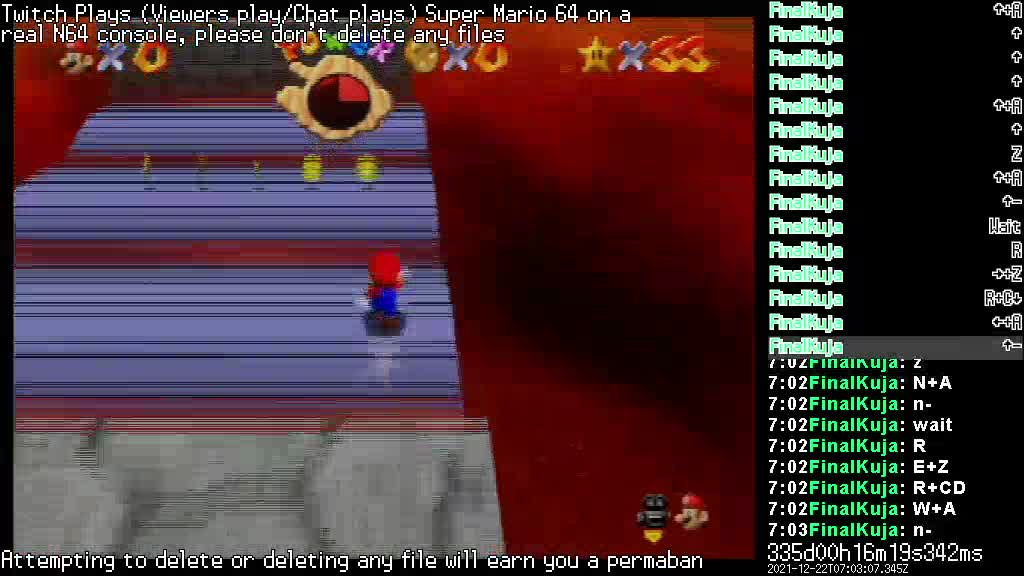 Twitch Plays (Viewers play/Chat plays) Super Mario 64 on a
real N64 console, please don't delete any files
FinalKuja ↑+A
FinalKuja ↑
FinalKuja ↑
FinalKuja ↑
FinalKuja ↑+A
FinalKuja ↑
FinalKuja Z
FinalKuja ↑+A
FinalKuja ↑-
FinalKuja Wait
FinalKuja R
FinalKuja →+Z
FinalKuja R+C↓
FinalKuja ←+A
FinalKuja ↑-
7:02FinalKuja: z
7:02FinalKuja: N+A
7:02FinalKuja: n-
7:02FinalKuja: wait
7:02FinalKuja: R
7:02FinalKuja: E+Z
7:02FinalKuja: R+CD
7:02FinalKuja: W+A
7:03FinalKuja: n-
335d00h16m19s342ms
2021-12-22T07:03:07.345Z
Attempting to delete or deleting any file will earn you a permaban